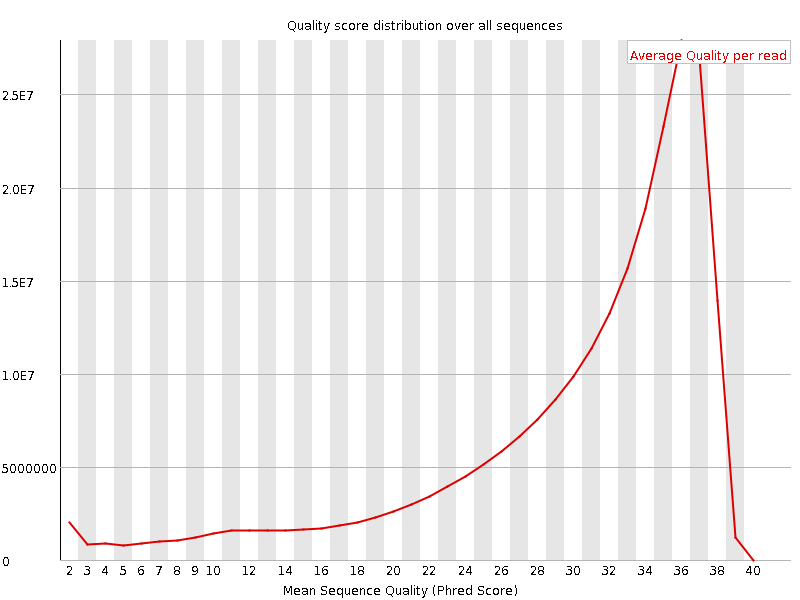 Quality score distribution over all sequences
Average Quality per read
2.5E7
2.0E7
1.5E7
1.0E7
5000000
0
2 3 4 5 6 7 8 9 10 12 14 16 18 20 22 24 26 28 30 32 34 36 38 40
Mean Sequence Quality (Phred Score)